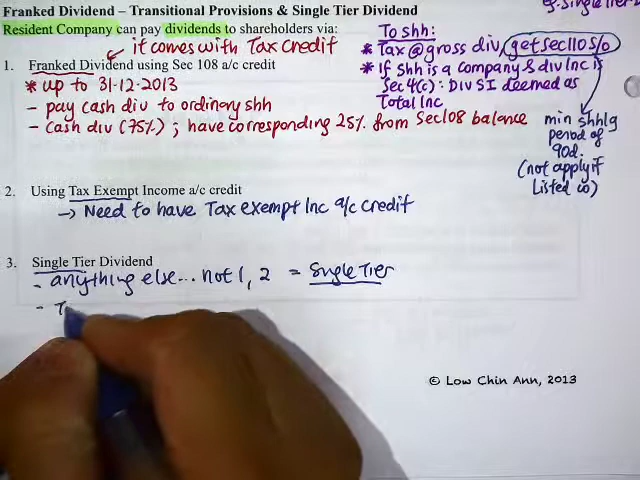 Franked Dividend – Transitional Provisions & Single Tier Dividend
Resident Company can pay dividends to shareholders via:
it comes with Tax credit
1. Franked Dividend using Sec 108 a/c credit
* up to 31-12-2013
- pay cash div to ordinary shh
- cash div (75%) ; have corresponding 25% from Sec108 balance
To shh:
* Tax @ gross div, get sec110 s/o
* If shh is a company & div Inc is
Sec 4(c): Div SI deemed as
Total Inc
min shhlg
period of
90d.
(not apply if
Listed co)
2. Using Tax Exempt Income a/c credit
→ Need to have Tax exempt Inc a/c credit
3. Single Tier Dividend
- anything else... not 1, 2 = Single Tier
- T
© Low Chin Ann, 2013